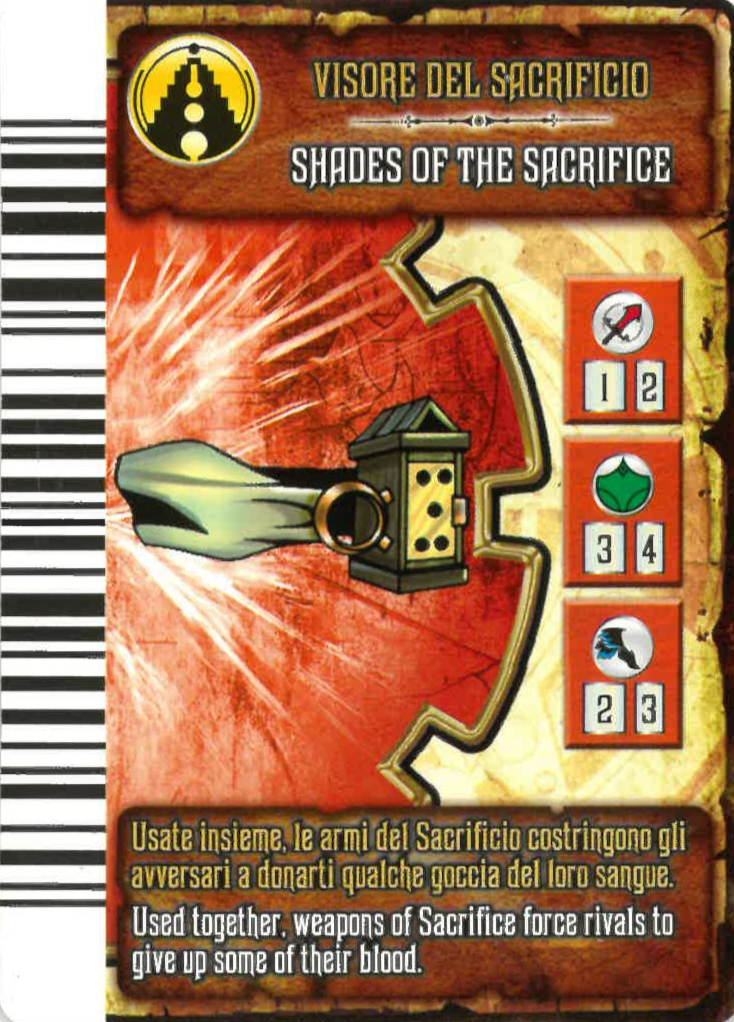 VISORE DEL SACRIFICIO
SHADES OF THE SACRIFICE
1 2
3 4
2 3
Usate insieme, le armi del Sacrificio costringono gli
avversari a donarti qualche goccia del loro sangue.
Used together, weapons of Sacrifice force rivals to
give up some of their blood.